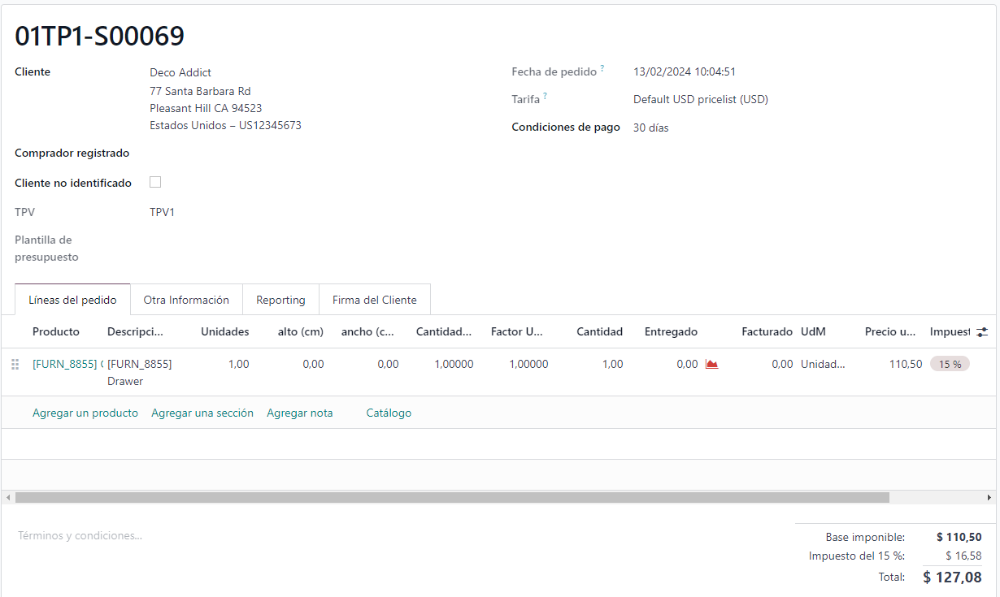 01TP1-S00069
Cliente
Deco Addict
77 Santa Barbara Rd
Pleasant Hill CA 94523
Estados Unidos – US12345673
Fecha de pedido ?
13/02/2024 10:04:51
Tarifa ?
Default USD pricelist (USD)
Condiciones de pago
30 días
Comprador registrado
Cliente no identificado
TPV
TPV1
Plantilla de
presupuesto
Líneas del pedido
Otra Información
Reporting
Firma del Cliente
Producto Descripci... Unidades alto (cm) ancho (c... Cantidad... Factor U... Cantidad Entregado Facturado UdM Precio u... Impuest
[FURN_8855] [FURN_8855] 1,00 0,00 0,00 1,00000 1,00000 1,00 0,00 0,00 Unidad... 110,50 15 %
Drawer
Agregar un producto Agregar una sección Agregar nota Catálogo
Términos y condiciones...
Base imponible: $ 110,50
Impuesto del 15 %: $ 16,58
Total: $ 127,08